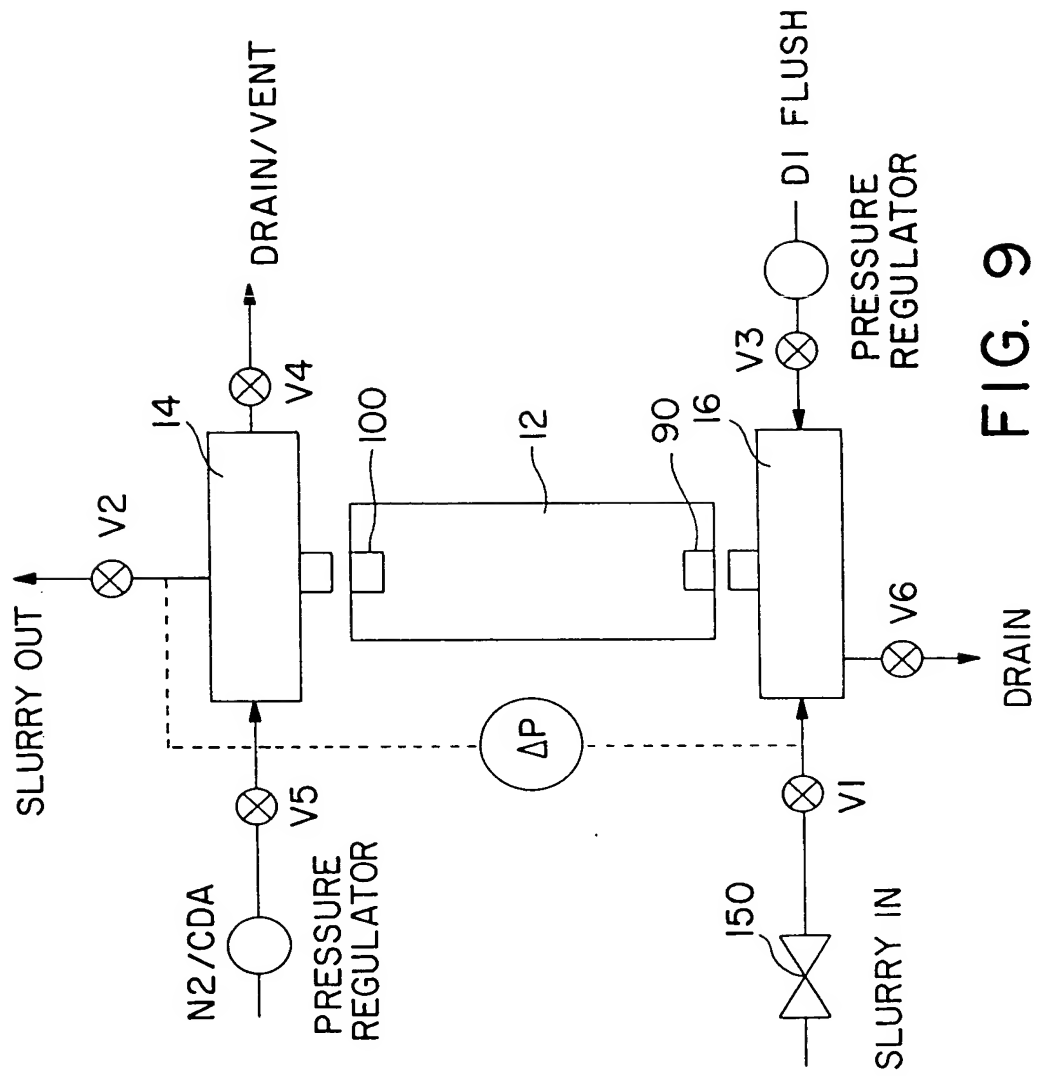 SLURRY OUT
V2
DRAIN/VENT
14
V4
N2/CDA
V5
PRESSURE
REGULATOR
100
12
ΔP
90
16
V3
DI FLUSH
PRESSURE
REGULATOR
150
V1
V6
SLURRY IN
DRAIN
FIG. 9